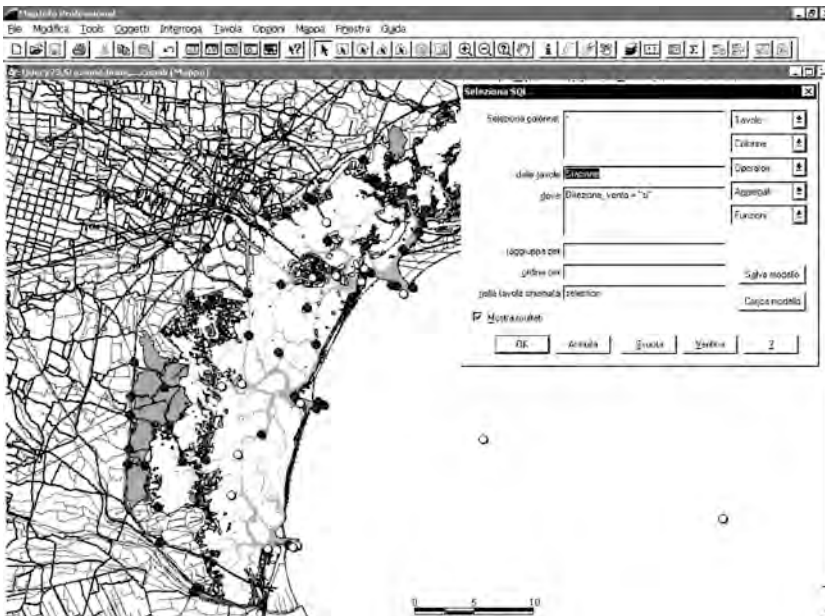 MapInfo Professional
File Modifica Tools Oggetti Interroga Tavola Opzioni Mappa Finestra Guida
Seleziona SQL
Seleziona colonne
*
Tavole
Colonne
Operatori
dalle tavole
Stazione
dove
Direzione_vento = "si"
Aggregati
Funzioni
raggruppa per
ordina per
Salva modello
nella tavola chiamata
selection
Carica modello
Mostra risultati
OK
Annulla
Svuota
Verifica
?
0 5 10